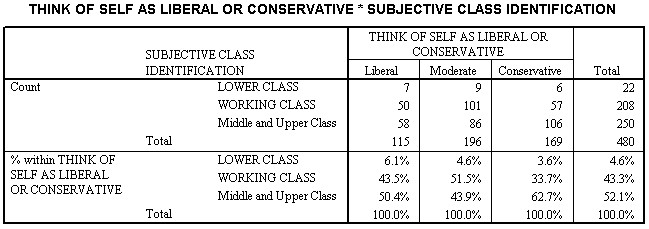 THINK OF SELF AS LIBERAL OR CONSERVATIVE * SUBJECTIVE CLASS IDENTIFICATION
THINK OF SELF AS LIBERAL OR
CONSERVATIVE
SUBJECTIVE CLASS
IDENTIFICATION
Liberal Moderate Conservative Total
Count LOWER CLASS 7 9 6 22
WORKING CLASS 50 101 57 208
Middle and Upper Class 58 86 106 250
Total 115 196 169 480
% within THINK OF LOWER CLASS 6.1% 4.6% 3.6% 4.6%
SELF AS LIBERAL WORKING CLASS 43.5% 51.5% 33.7% 43.3%
OR CONSERVATIVE Middle and Upper Class 50.4% 43.9% 62.7% 52.1%
Total 100.0% 100.0% 100.0% 100.0%